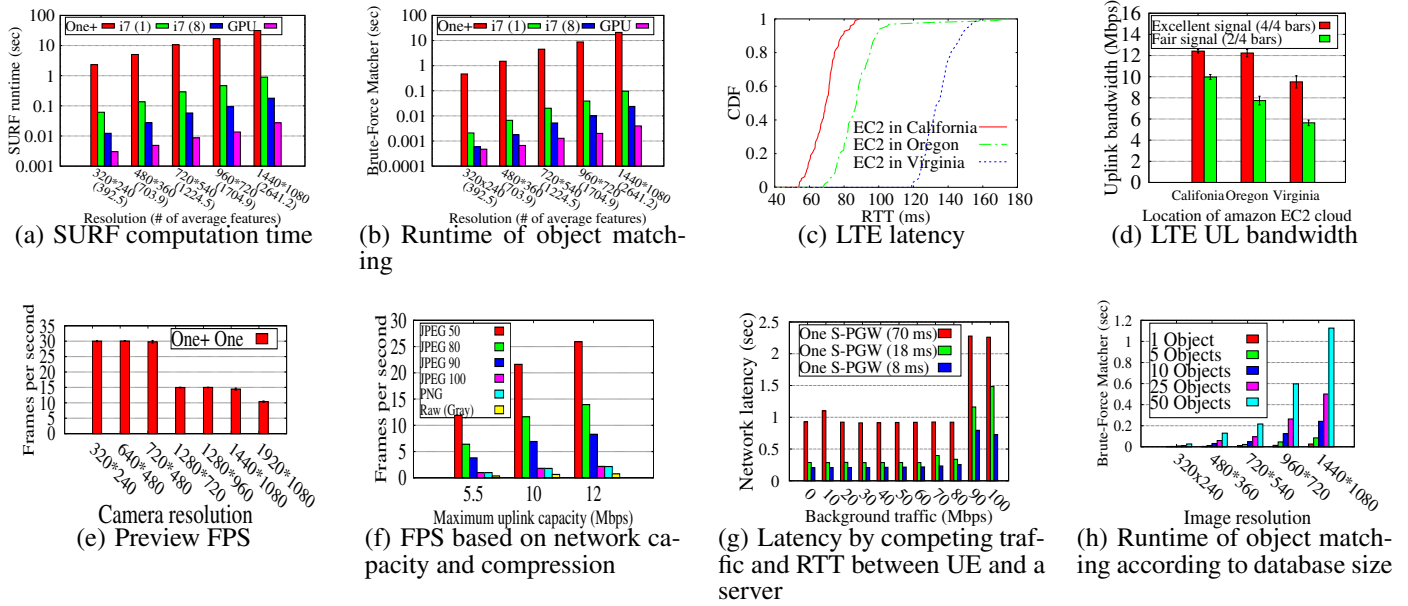 SURF runtime (sec)
100
10
1
0.1
0.01
0.001
One+ i7 (1) i7 (8) GPU
320*240 (392.5)
480*360 (703.9)
720*540 (1224.5)
960*720 (1704.9)
1440*1080 (2641.2)
Resolution (# of average features)
(a) SURF computation time
Brute-Force Matcher (sec)
100
10
1
0.1
0.01
0.001
0.0001
One+ i7 (1) i7 (8) GPU
320x240 (392.5)
480*360 (703.9)
720*540 (1224.5)
960*720 (1704.9)
1440*1080 (2641.2)
Resolution (# of average features)
(b) Runtime of object match-
ing
CDF
1
0.8
0.6
0.4
0.2
0
EC2 in California
EC2 in Oregon
EC2 in Virginia
40 60 80 100 120 140 160 180
RTT (ms)
(c) LTE latency
Uplink bandwidth (Mbps)
16
14
12
10
8
6
4
2
0
Excellent signal (4/4 bars)
Fair signal (2/4 bars)
Califonia Oregon Virginia
Location of amazon EC2 cloud
(d) LTE UL bandwidth
Frames per second
35
30
25
20
15
10
5
0
One+ One
320*240
640*480
720*480
1280*720
1280*960
1440*1080
1920*1080
Camera resolution
(e) Preview FPS
Frames per second
30
25
20
15
10
5
0
JPEG 50
JPEG 80
JPEG 90
JPEG 100
PNG
Raw (Gray)
5.5 10 12
Maximum uplink capacity (Mbps)
(f) FPS based on network ca-
pacity and compression
Network latency (sec)
2.5
2
1.5
1
0.5
0
One S-PGW (70 ms)
One S-PGW (18 ms)
One S-PGW (8 ms)
0 10 20 30 40 50 60 70 80 90 100
Background traffic (Mbps)
(g) Latency by competing traf-
fic and RTT between UE and a
server
Brute-Force Matcher (sec)
1.2
1
0.8
0.6
0.4
0.2
0
1 Object
5 Objects
10 Objects
25 Objects
50 Objects
320x240
480*360
720*540
960*720
1440*1080
Image resolution
(h) Runtime of object match-
ing according to database size